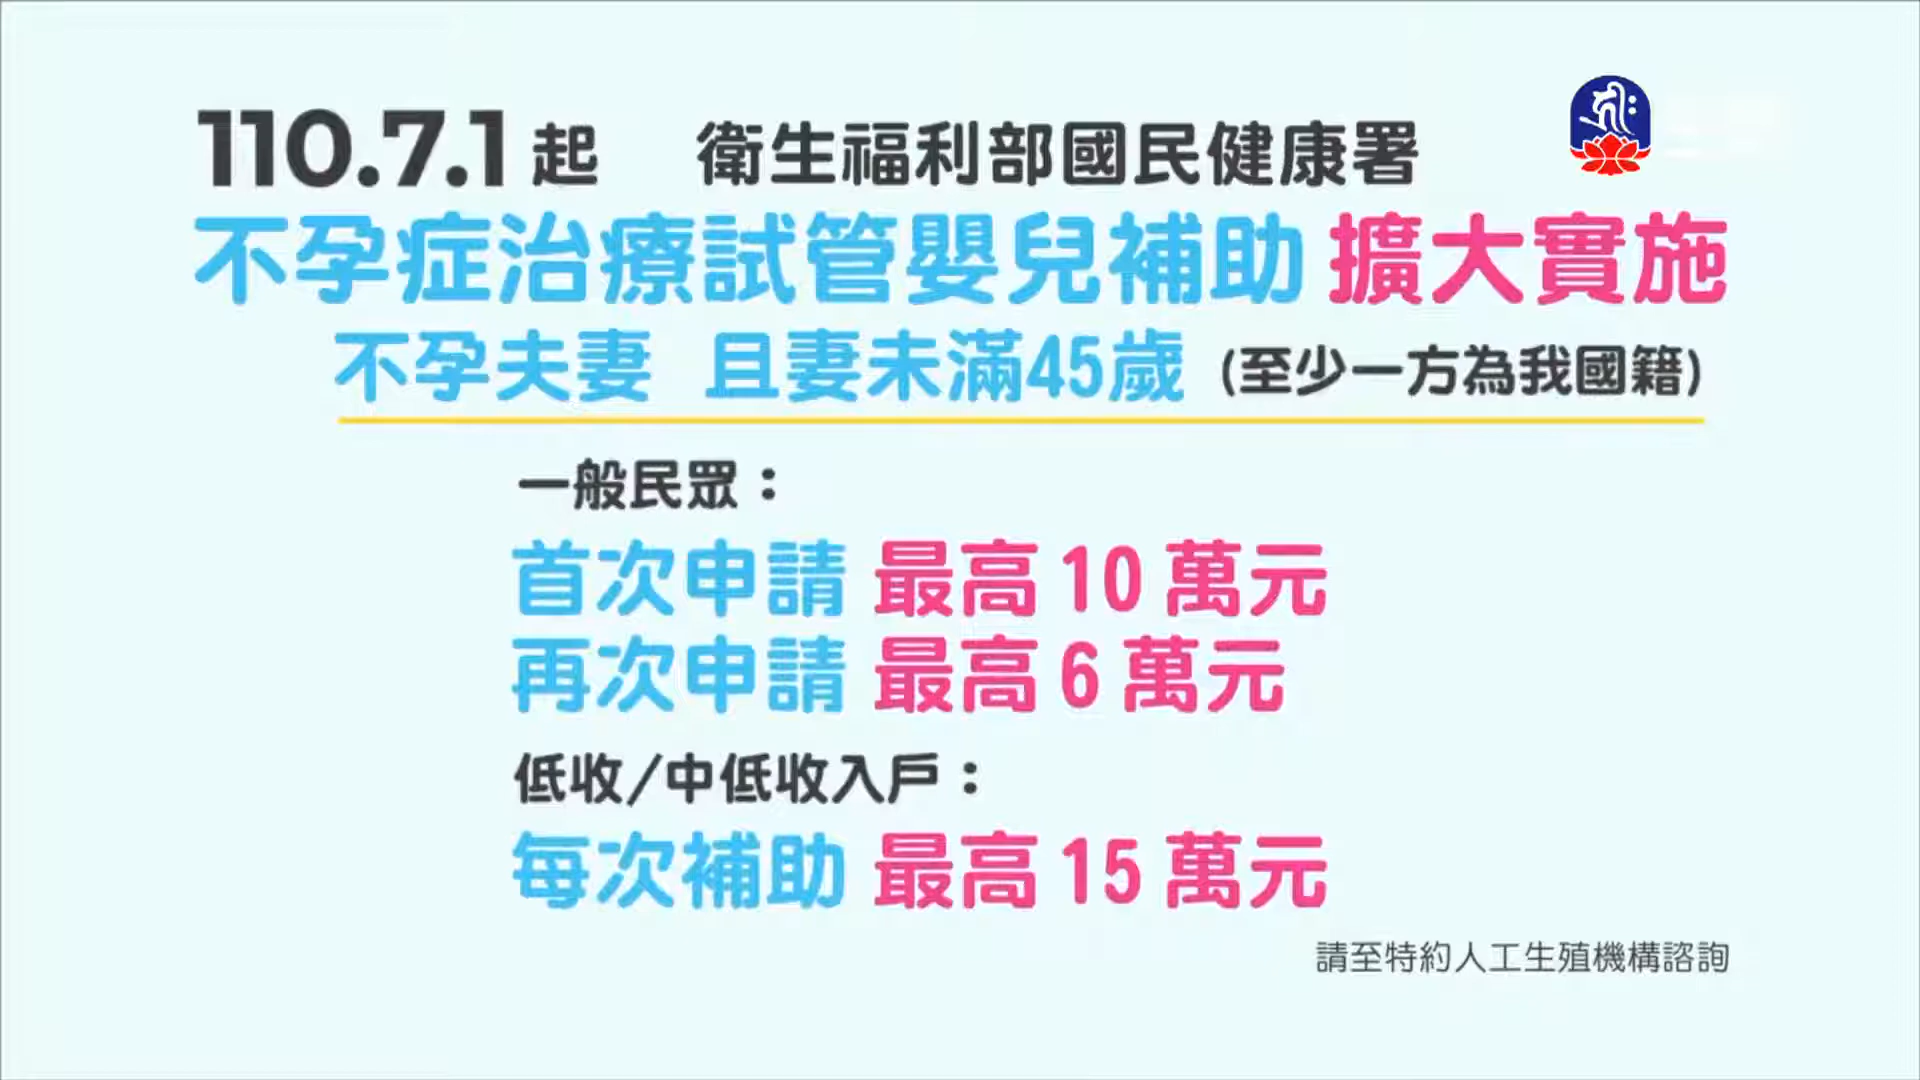 110.7.1起 衛生福利部國民健康署
不孕症治療試管嬰兒補助 擴大實施
不孕夫妻 且妻未滿45歲 (至少一方為我國籍)
一般民眾：
首次申請 最高10萬元
再次申請 最高6萬元
低收/中低收入戶：
每次補助 最高15萬元
請至特約人工生殖機構諮詢